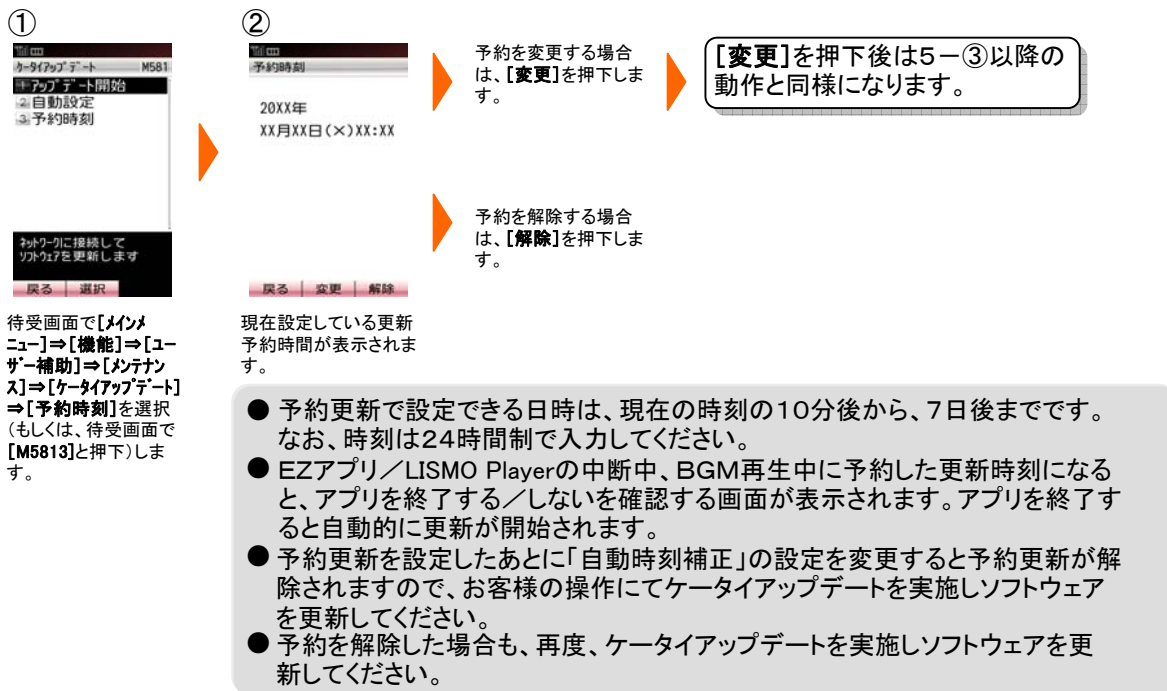 ①
ケータイアップデート M581
1 アップデート開始
2 自動設定
3 予約時刻
ネットワークに接続して
ソフトウェアを更新します
戻る 選択
待受画面で[メインメ
ニュー]⇒[機能]⇒[ユー
ザー補助]⇒[メンテナン
ス]⇒[ケータイアップデート]
⇒[予約時刻]を選択
(もしくは、待受画面で
[M5813]と押下)しま
す。
②
予約時刻
20XX年
XX月XX日(×)XX:XX
戻る 変更 解除
現在設定している更新
予約時間が表示されま
す。
予約を変更する場合
は、[変更]を押下しま
す。
[変更]を押下後は5－③以降の
動作と同様になります。
予約を解除する場合
は、[解除]を押下しま
す。
● 予約更新で設定できる日時は、現在の時刻の10分後から、7日後までです。
なお、時刻は24時間制で入力してください。
● EZアプリ／LISMO Playerの中断中、BGM再生中に予約した更新時刻になる
と、アプリを終了する／しないを確認する画面が表示されます。アプリを終了す
ると自動的に更新が開始されます。
● 予約更新を設定したあとに「自動時刻補正」の設定を変更すると予約更新が解
除されますので、お客様の操作にてケータイアップデートを実施しソフトウェア
を更新してください。
● 予約を解除した場合も、再度、ケータイアップデートを実施しソフトウェアを更
新してください。